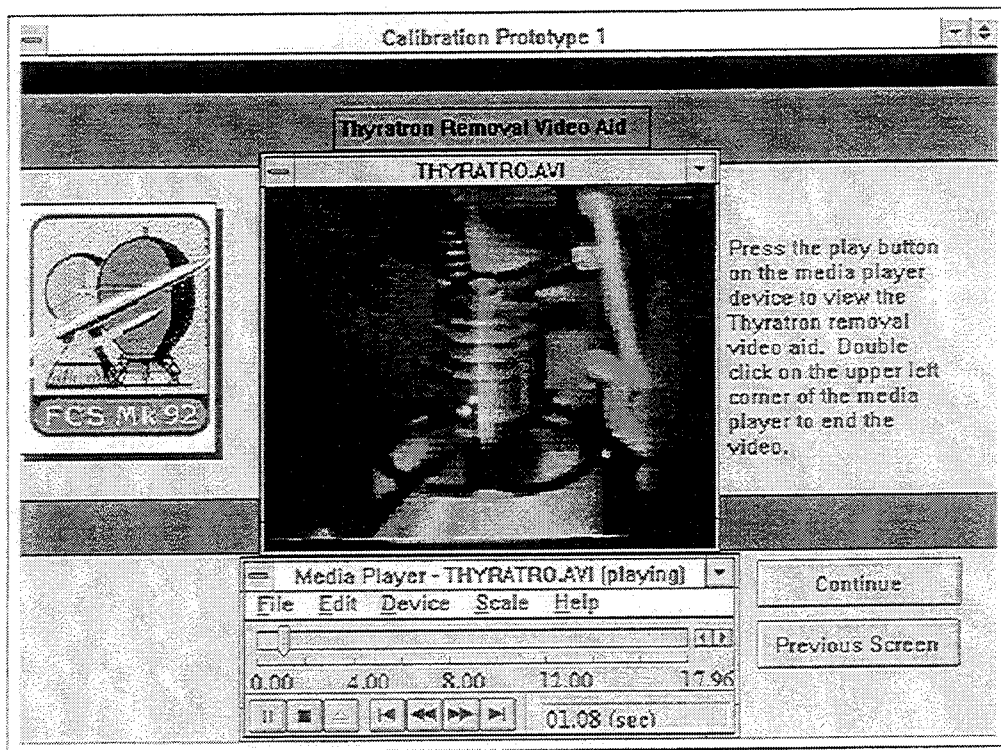 Calibration Prototype 1
Thyratron Removal Video Aid
THYRATRO.AVI
FCS Mk 92
Press the play button
on the media player
device to view the
Thyratron removal
video aid. Double
click on the upper left
corner of the media
player to end the
video.
Media Player - THYRATRO.AVI (playing)
File Edit Device Scale Help
0.00 4.00 8.00 12.00 17.96
01.08 (sec)
Continue
Previous Screen